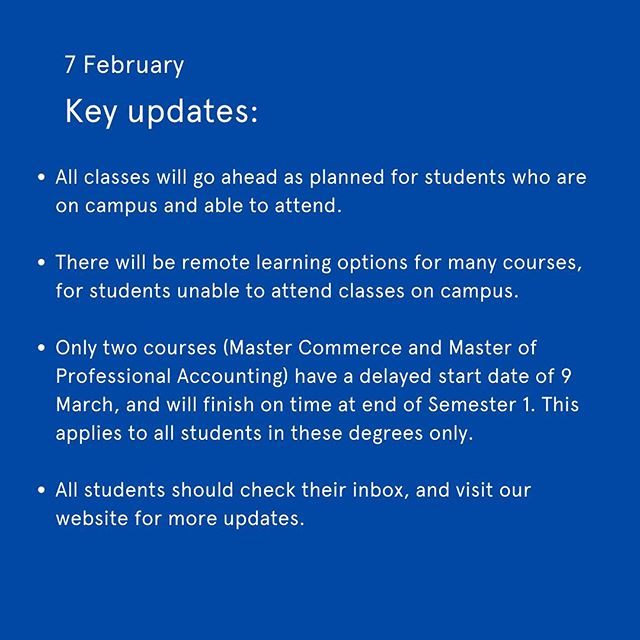 7 February
Key updates:
• All classes will go ahead as planned for students who are
on campus and able to attend.
• There will be remote learning options for many courses,
for students unable to attend classes on campus.
• Only two courses (Master Commerce and Master of
Professional Accounting) have a delayed start date of 9
March, and will finish on time at end of Semester 1. This
applies to all students in these degrees only.
• All students should check their inbox, and visit our
website for more updates.